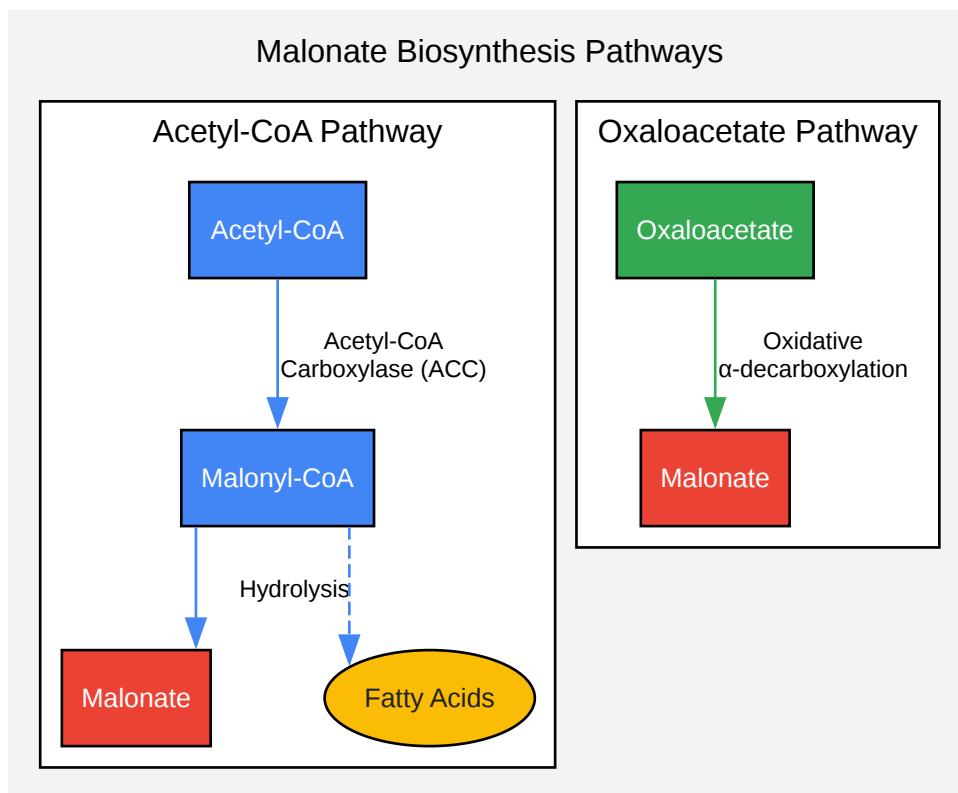 Malonate Biosynthesis Pathways
Acetyl-CoA Pathway
Acetyl-CoA
Acetyl-CoA
Carboxylase (ACC)
Malonyl-CoA
Hydrolysis
Malonate
Fatty Acids
Oxaloacetate Pathway
Oxaloacetate
Oxidative
α-decarboxylation
Malonate